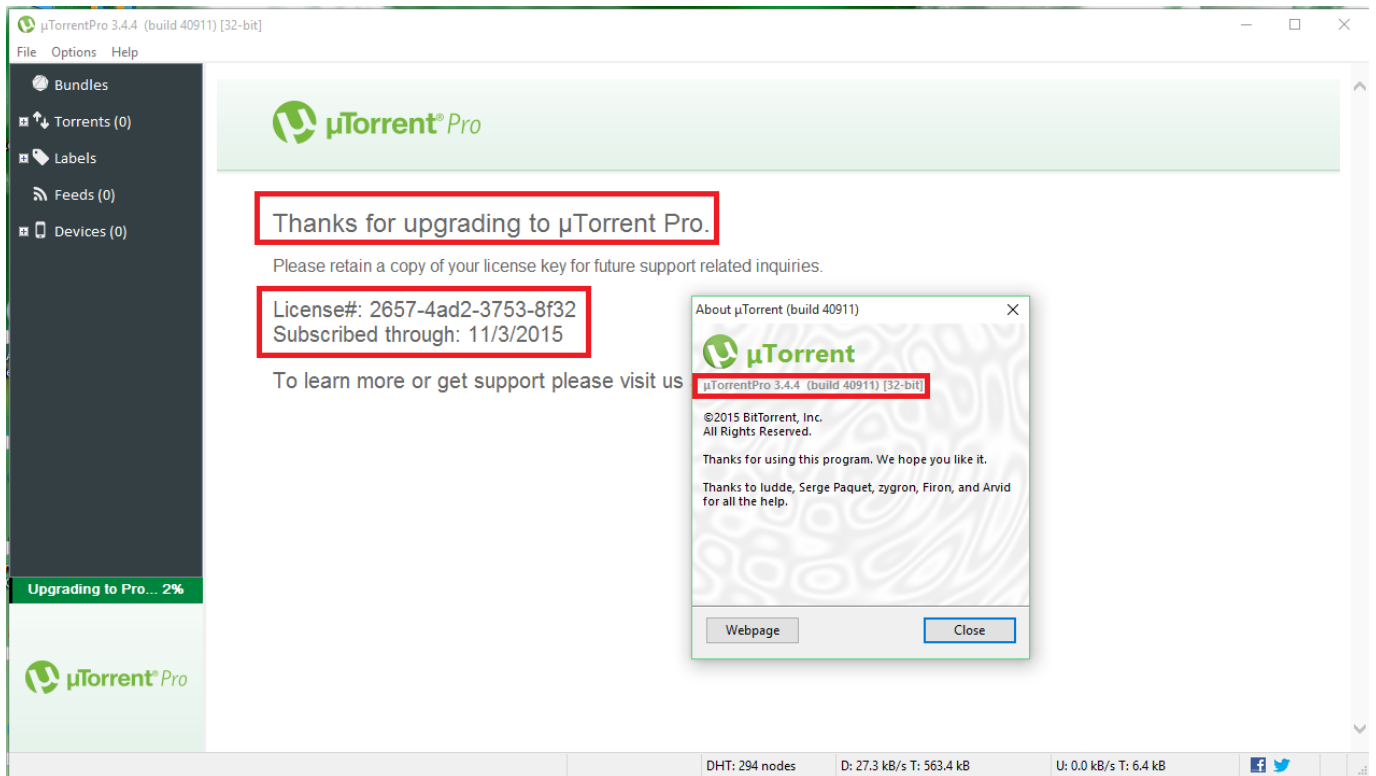 µTorrentPro 3.4.4 (build 40911) [32-bit]
File Options Help
Bundles
Torrents (0)
Labels
Feeds (0)
Devices (0)
Upgrading to Pro... 2%
µTorrent® Pro
µTorrent® Pro
Thanks for upgrading to µTorrent Pro.
Please retain a copy of your license key for future support related inquiries.
License#: 2657-4ad2-3753-8f32
Subscribed through: 11/3/2015
To learn more or get support please visit us
About µTorrent (build 40911)
µTorrent
µTorrentPro 3.4.4 (build 40911) [32-bit]
©2015 BitTorrent, Inc.
All Rights Reserved.
Thanks for using this program. We hope you like it.
Thanks to ludde, Serge Paquet, zygron, Firon, and Arvid
for all the help.
Webpage Close
DHT: 294 nodes D: 27.3 kB/s T: 563.4 kB U: 0.0 kB/s T: 6.4 kB